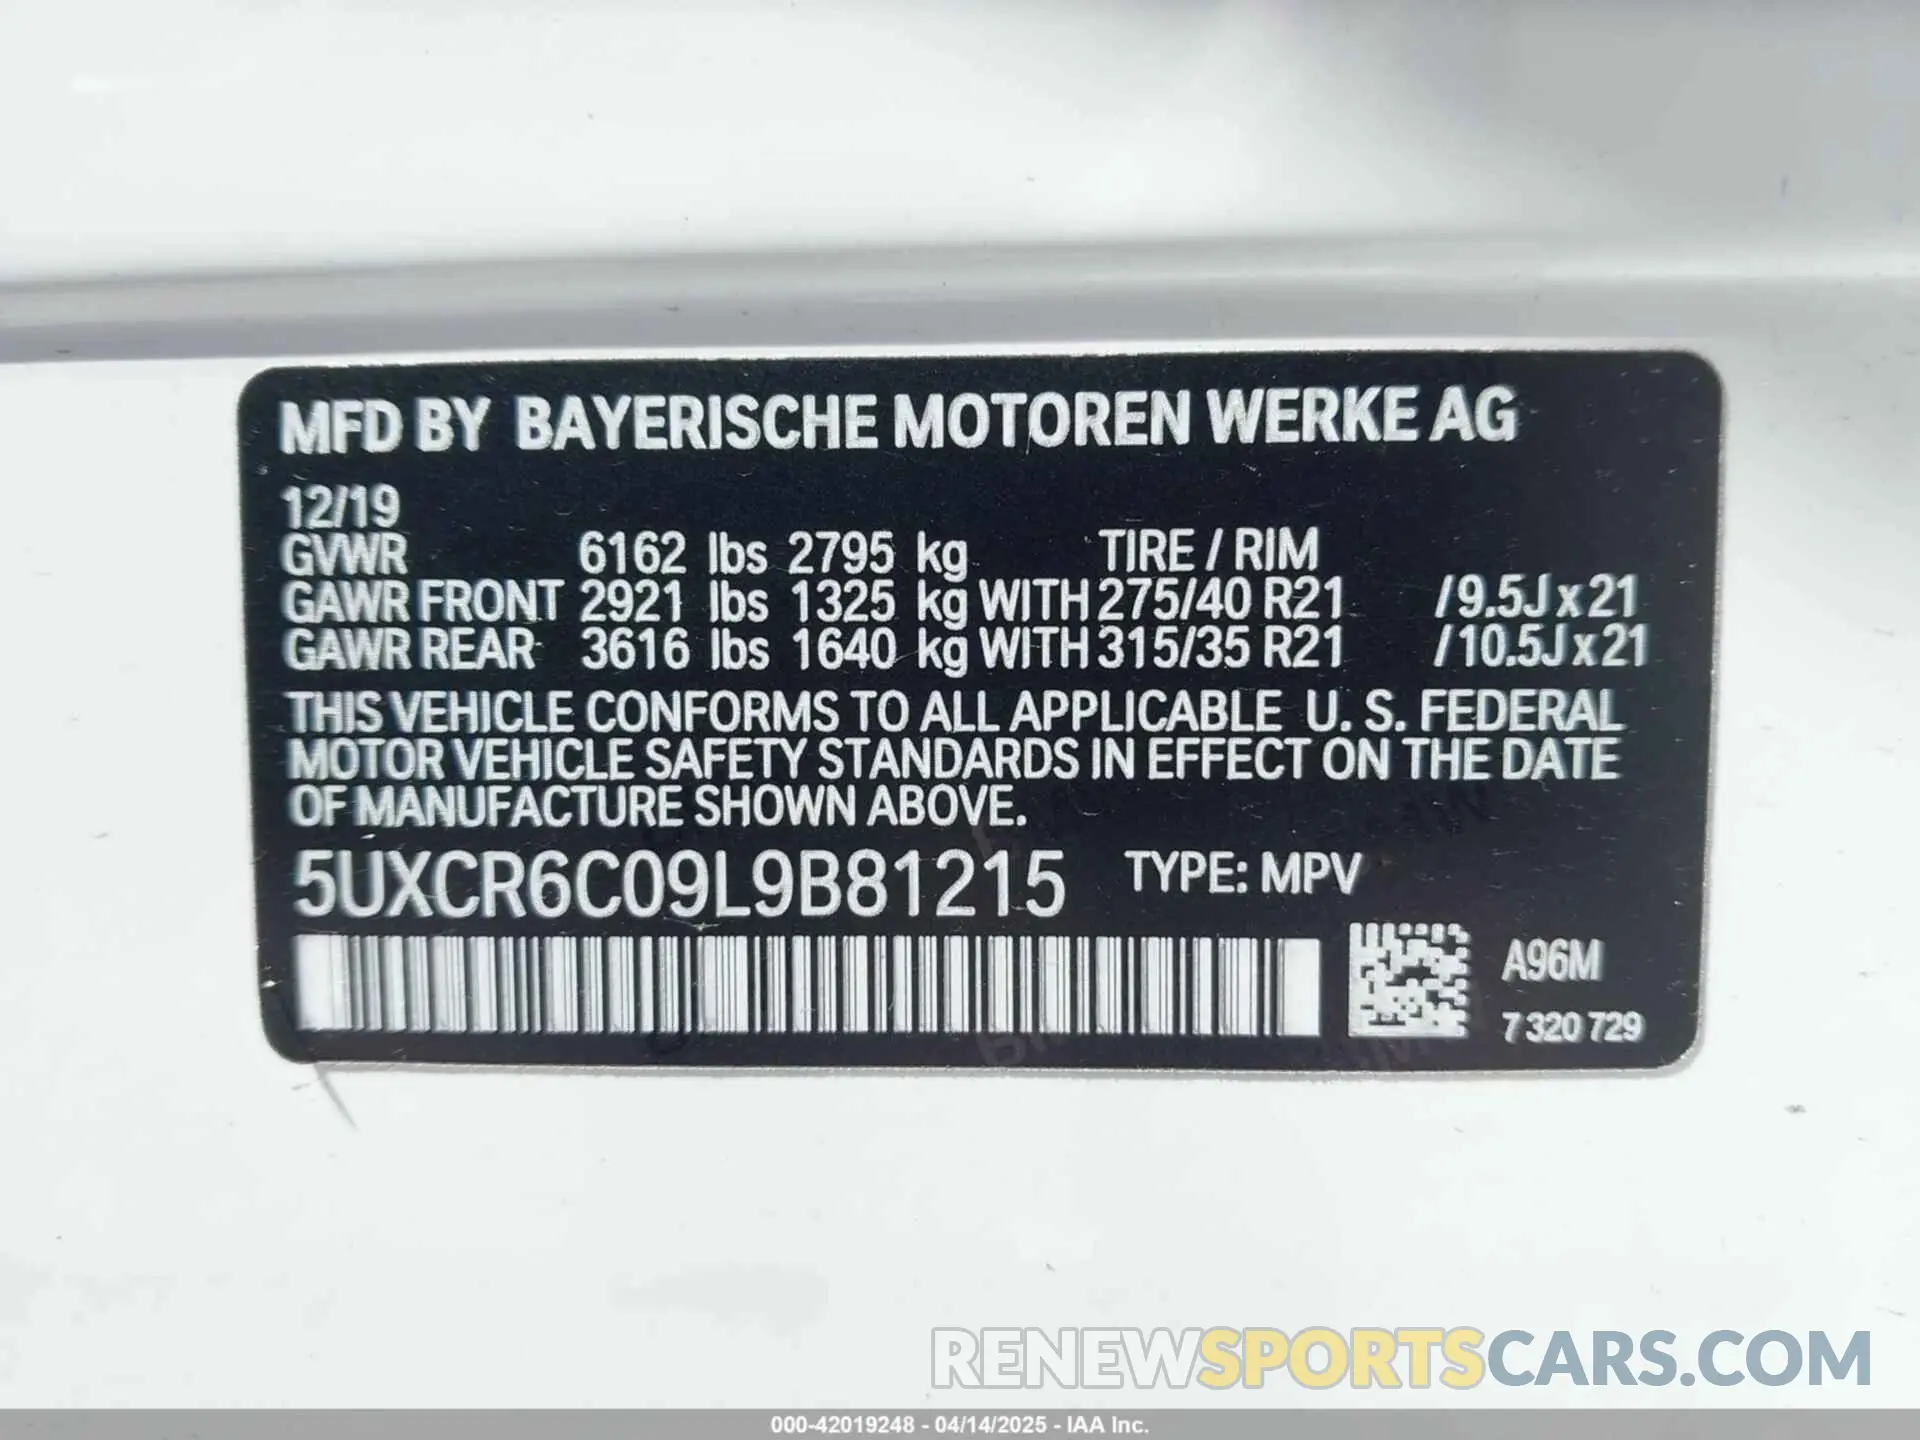 MFD BY BAYERISCHE MOTOREN WERKE AG
12/19
GVWR 6162 lbs 2795 kg TIRE / RIM
GAWR FRONT 2921 lbs 1325 kg WITH 275/40 R21 /9.5J x 21
GAWR REAR 3616 lbs 1640 kg WITH 315/35 R21 /10.5J x 21
THIS VEHICLE CONFORMS TO ALL APPLICABLE U. S. FEDERAL
MOTOR VEHICLE SAFETY STANDARDS IN EFFECT ON THE DATE
OF MANUFACTURE SHOWN ABOVE.
5UXCR6C09L9B81215 TYPE: MPV
A96M
7 320 729
RENEWSPORTSCARS.COM
000-42019248 - 04/14/2025 - IAA Inc.